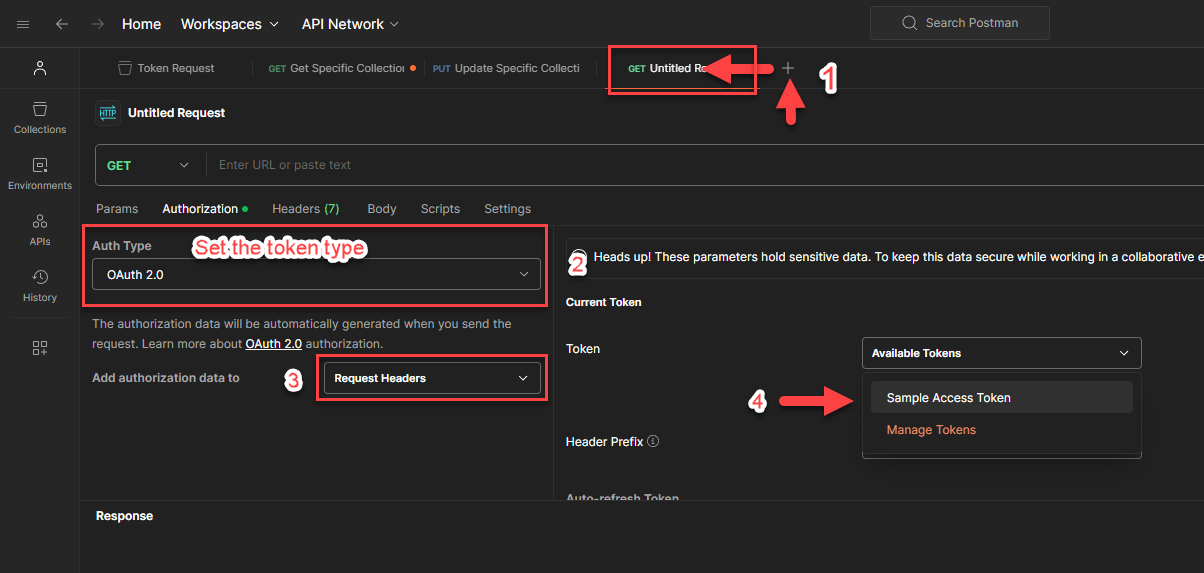 Home Workspaces API Network Search Postman
Token Request GET Get Specific Collection PUT Update Specific Collecti GET Untitled Re + 1
HTTP Untitled Request
Collections
GET Enter URL or paste text
Environments
Params Authorization Headers (7) Body Scripts Settings
APIs
Auth Type Set the token type
2 Heads up! These parameters hold sensitive data. To keep this data secure while working in a collaborative e
OAuth 2.0
History
Current Token
The authorization data will be automatically generated when you send the
request. Learn more about OAuth 2.0 authorization.
Token Available Tokens
Add authorization data to 3 Request Headers
4 Sample Access Token
Manage Tokens
Header Prefix
Auto-refresh Token
Response